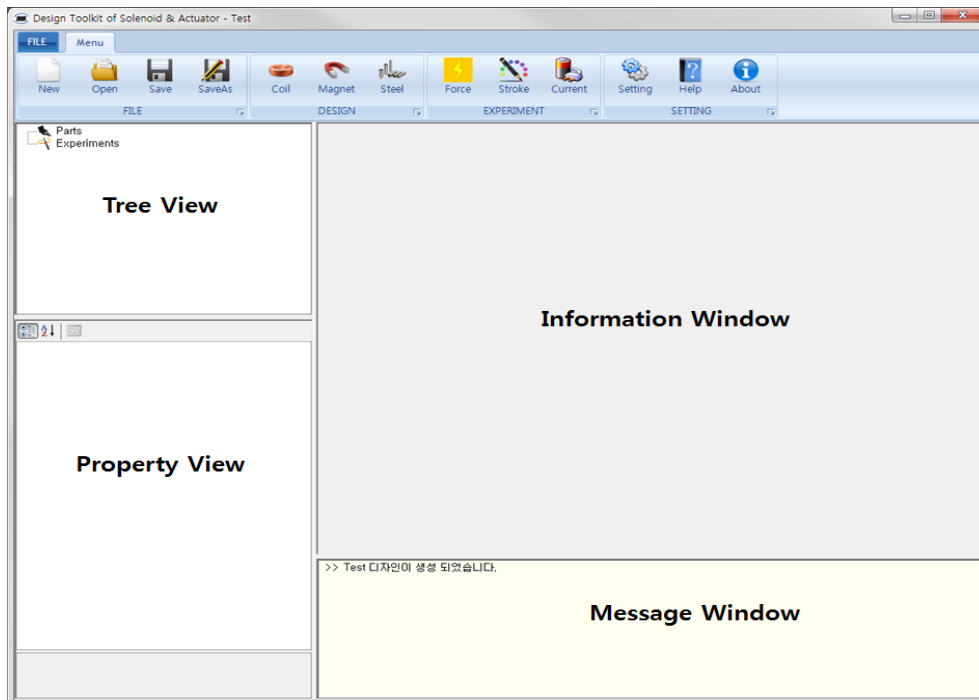 Design Toolkit of Solenoid & Actuator - Test
FILE Menu
New Open Save SaveAs Coil Magnet Steel Force Stroke Current Setting Help About
FILE DESIGN EXPERIMENT SETTING
Parts
Experiments
Tree View
Information Window
Property View
>> Test 디자인이 생성 되었습니다.
Message Window